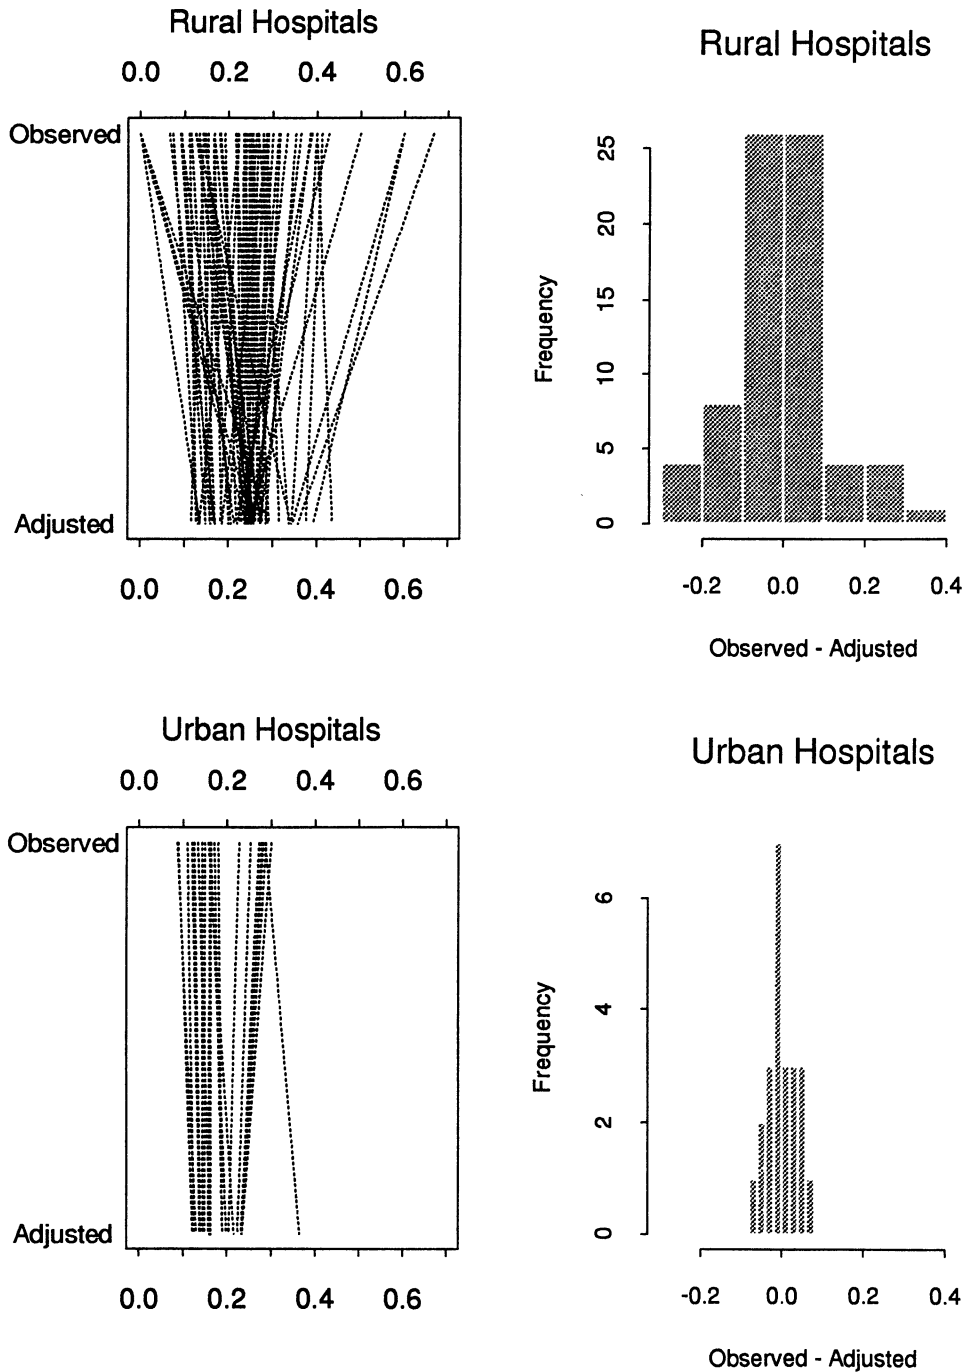 Rural Hospitals
0.0 0.2 0.4 0.6
Observed
Adjusted
0.0 0.2 0.4 0.6
Rural Hospitals
Frequency
25
20
15
10
5
0
-0.2 0.0 0.2 0.4
Observed - Adjusted
Urban Hospitals
0.0 0.2 0.4 0.6
Observed
Adjusted
0.0 0.2 0.4 0.6
Urban Hospitals
Frequency
6
4
2
0
-0.2 0.0 0.2 0.4
Observed - Adjusted